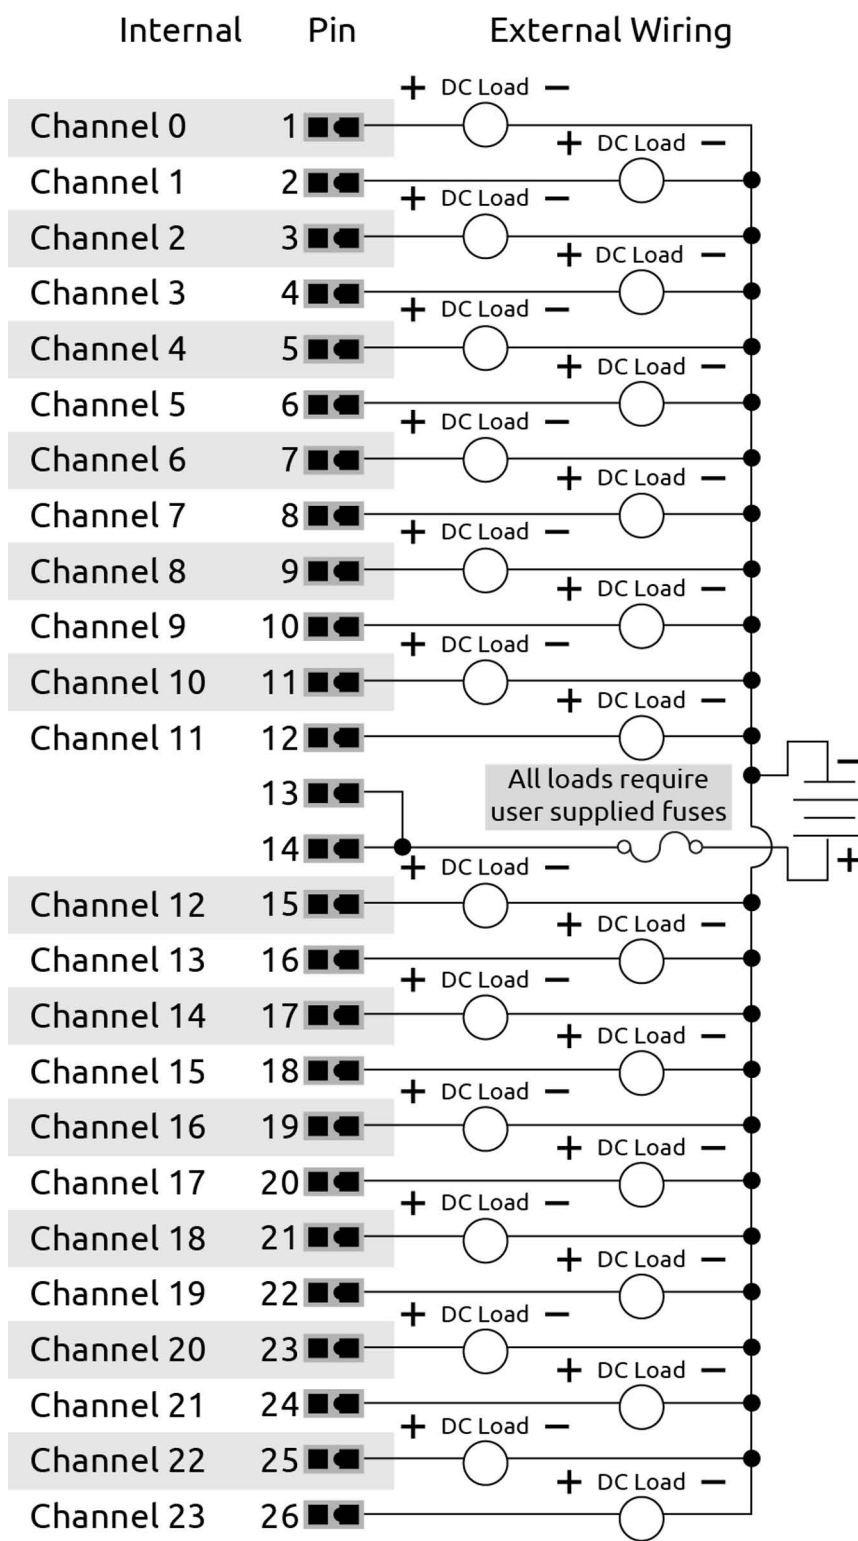 Internal Pin External Wiring
+ DC Load −
Channel 0 1
+ DC Load −
Channel 1 2
+ DC Load −
Channel 2 3
+ DC Load −
Channel 3 4
+ DC Load −
Channel 4 5
+ DC Load −
Channel 5 6
+ DC Load −
Channel 6 7
+ DC Load −
Channel 7 8
+ DC Load −
Channel 8 9
+ DC Load −
Channel 9 10
+ DC Load −
Channel 10 11
+ DC Load −
Channel 11 12
−
All loads require
13
user supplied fuses
14
+
+ DC Load −
Channel 12 15
+ DC Load −
Channel 13 16
+ DC Load −
Channel 14 17
+ DC Load −
Channel 15 18
+ DC Load −
Channel 16 19
+ DC Load −
Channel 17 20
+ DC Load −
Channel 18 21
+ DC Load −
Channel 19 22
+ DC Load −
Channel 20 23
+ DC Load −
Channel 21 24
+ DC Load −
Channel 22 25
+ DC Load −
Channel 23 26